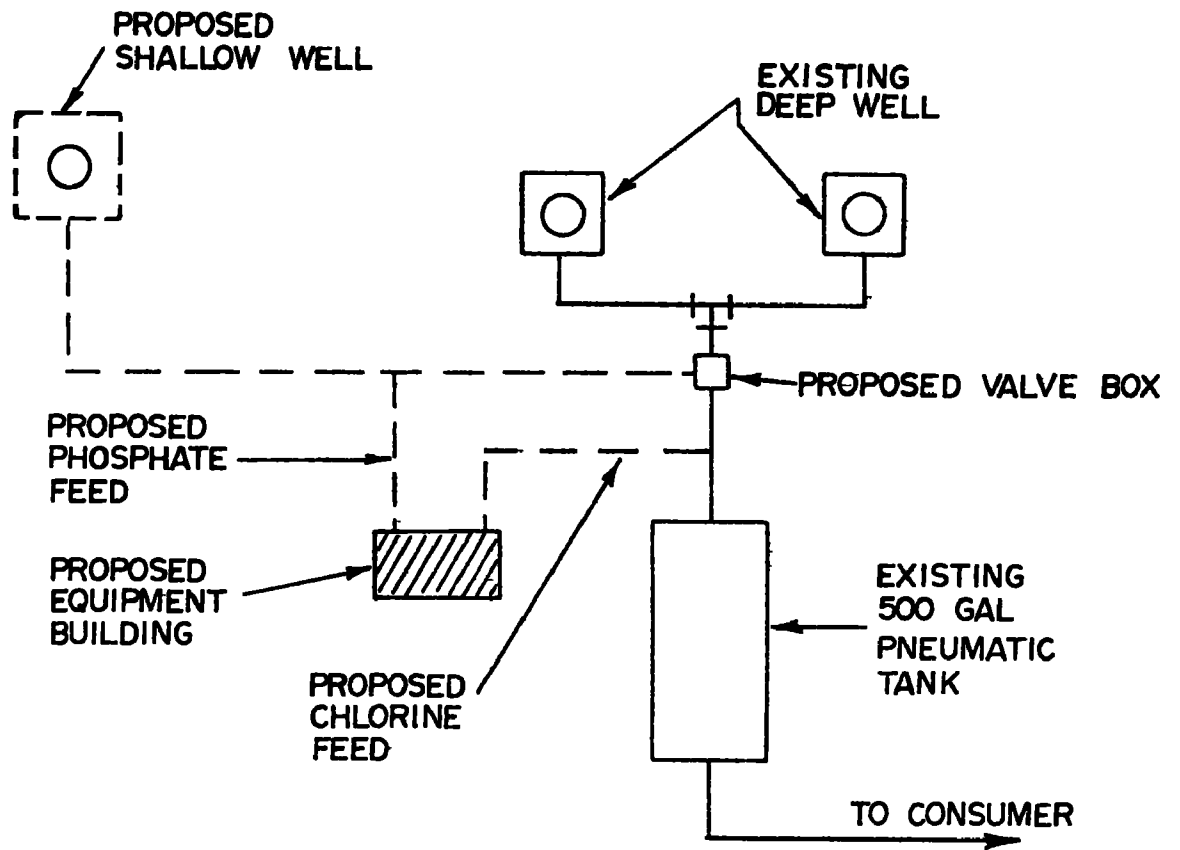 PROPOSED
SHALLOW WELL
EXISTING
DEEP WELL
PROPOSED VALVE BOX
PROPOSED
PHOSPHATE
FEED
PROPOSED
EQUIPMENT
BUILDING
EXISTING
500 GAL
PNEUMATIC
TANK
PROPOSED
CHLORINE
FEED
TO CONSUMER